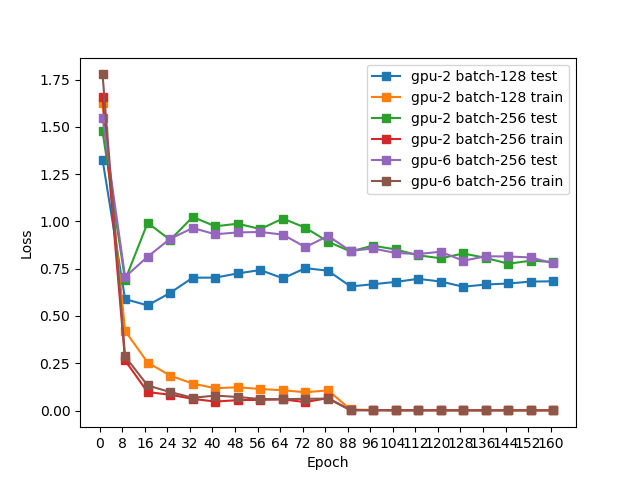 1.75
1.50
1.25
1.00
0.75
0.50
0.25
0.00
Loss
gpu-2 batch-128 test
gpu-2 batch-128 train
gpu-2 batch-256 test
gpu-2 batch-256 train
gpu-6 batch-256 test
gpu-6 batch-256 train
0 8 16 24 32 40 48 56 64 72 80 88 96 104 112 120 128 136 144 152 160
Epoch